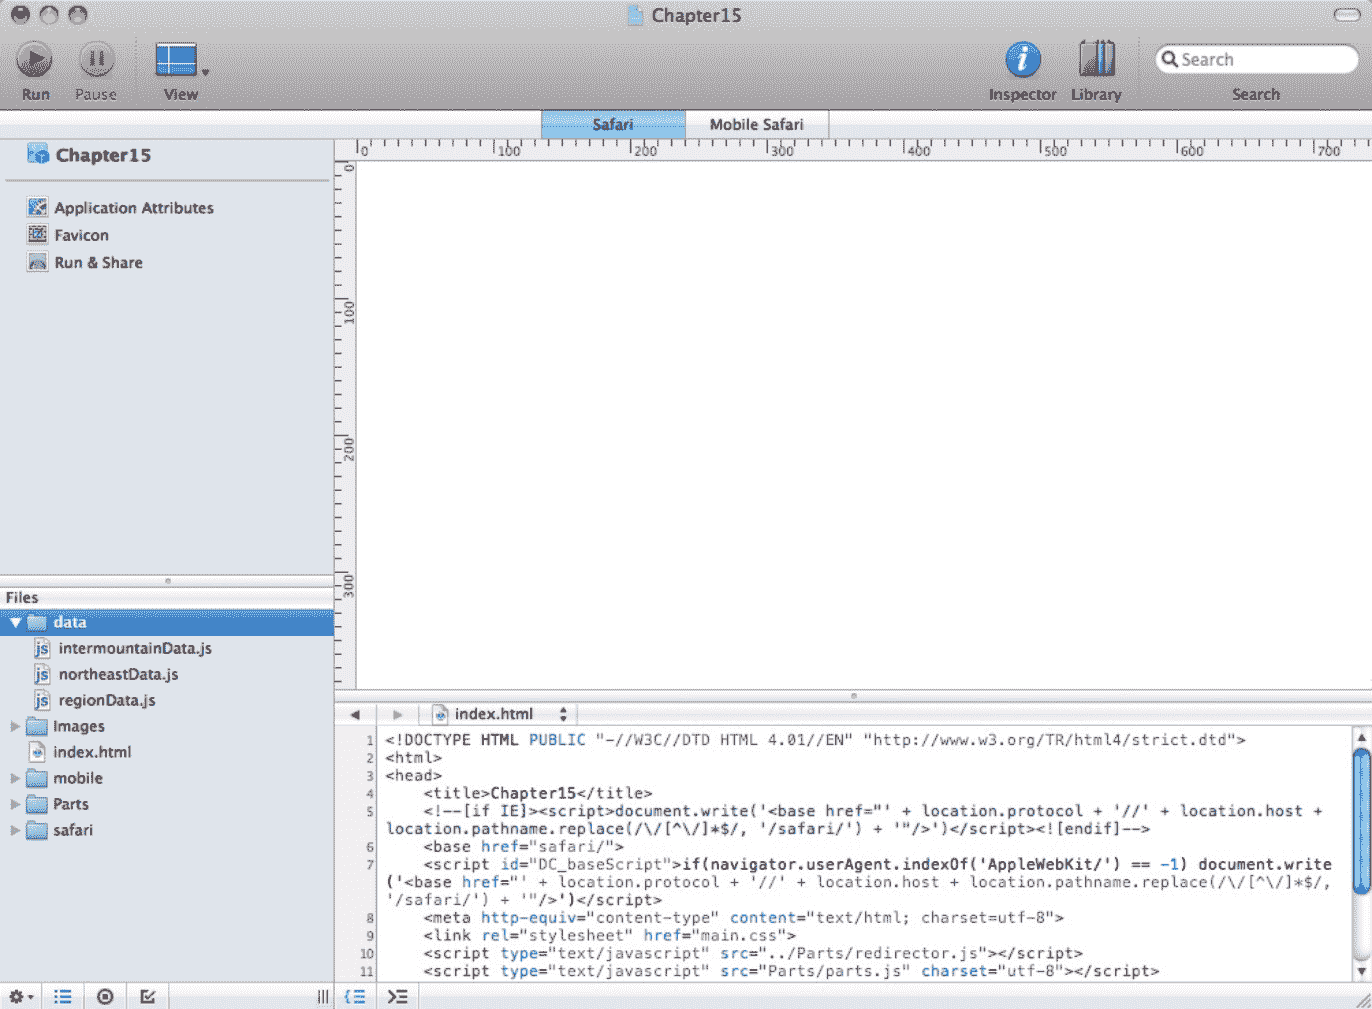 Chapter15
Run Pause View Inspector Library Search
Search
Safari Mobile Safari
Chapter15
Application Attributes
Favicon
Run & Share
0 100 200 300 400 500 600 700
0
100
200
300
Files
data
intermountainData.js
northeastData.js
regionData.js
Images
index.html
mobile
Parts
safari
index.html
1 <!DOCTYPE HTML PUBLIC "-//W3C//DTD HTML 4.01//EN" "http://www.w3.org/TR/html4/strict.dtd">
2 <html>
3 <head>
4 <title>Chapter15</title>
5 <!--[if IE]><script>document.write('<base href="' + location.protocol + '//' + location.host +
location.pathname.replace(/\/[^\/]*$/, '/safari/') + '"/>')</script><![endif]-->
6 <base href="safari/">
7 <script id="DC_baseScript">if(navigator.userAgent.indexOf('AppleWebKit/') == -1) document.write
('<base href="' + location.protocol + '//' + location.host + location.pathname.replace(/\/[^\/]*$/,
'/safari/') + '"/>')</script>
8 <meta http-equiv="content-type" content="text/html; charset=utf-8">
9 <link rel="stylesheet" href="main.css">
10 <script type="text/javascript" src="../Parts/redirector.js"></script>
11 <script type="text/javascript" src="Parts/parts.js" charset="utf-8"></script>